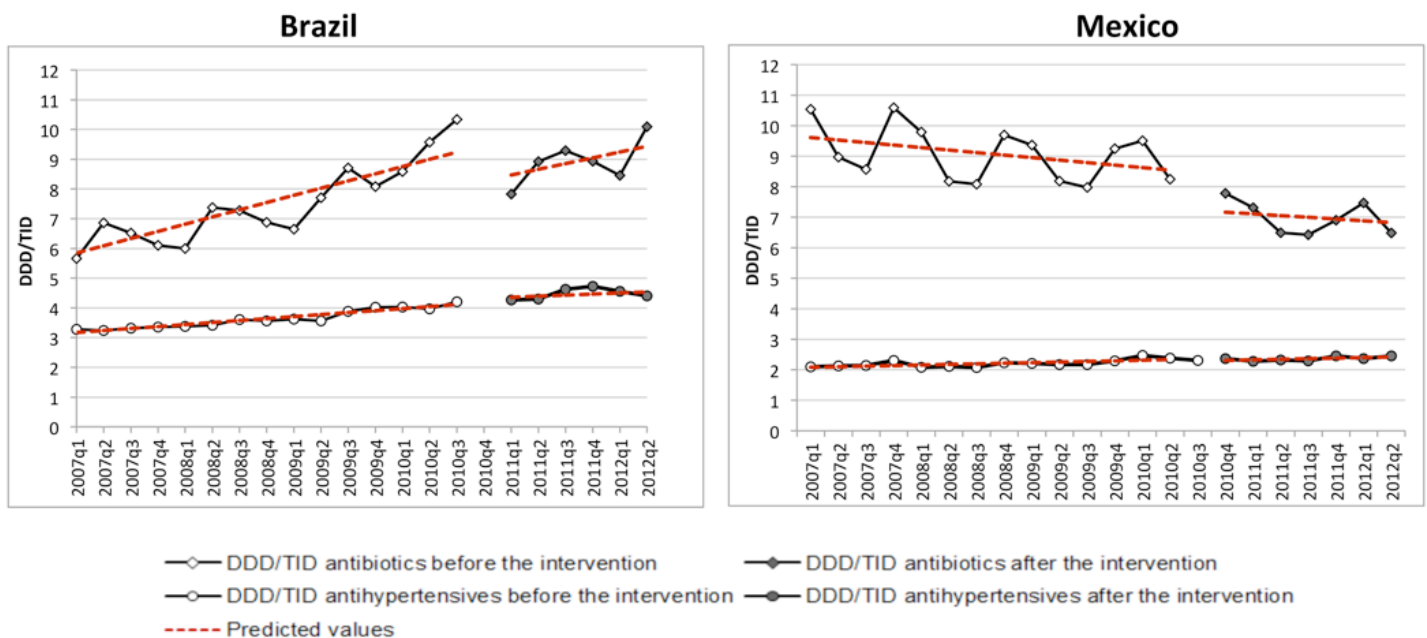 Brazil
Mexico
DDD/TID
12
11
10
9
8
7
6
5
4
3
2
1
0
2007q1
2007q2
2007q3
2007q4
2008q1
2008q2
2008q3
2008q4
2009q1
2009q2
2009q3
2009q4
2010q1
2010q2
2010q3
2010q4
2011q1
2011q2
2011q3
2011q4
2012q1
2012q2
DDD/TID
12
11
10
9
8
7
6
5
4
3
2
1
0
2007q1
2007q2
2007q3
2007q4
2008q1
2008q2
2008q3
2008q4
2009q1
2009q2
2009q3
2009q4
2010q1
2010q2
2010q3
2010q4
2011q1
2011q2
2011q3
2011q4
2012q1
2012q2
DDD/TID antibiotics before the intervention
DDD/TID antibiotics after the intervention
DDD/TID antihypertensives before the intervention
DDD/TID antihypertensives after the intervention
Predicted values